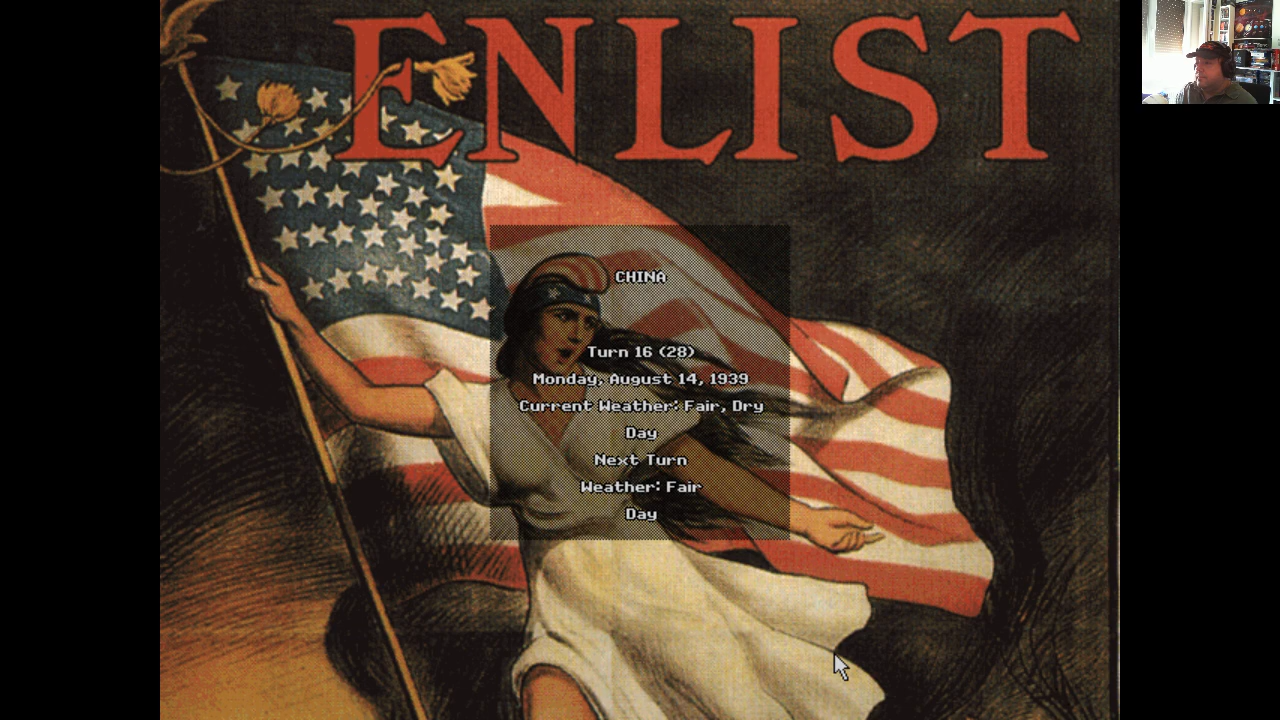 ENLIST
CHINA
Turn 16 (28)
Monday, August 14, 1939
Current Weather: Fair, Dry
Day
Next Turn
Weather: Fair
Day